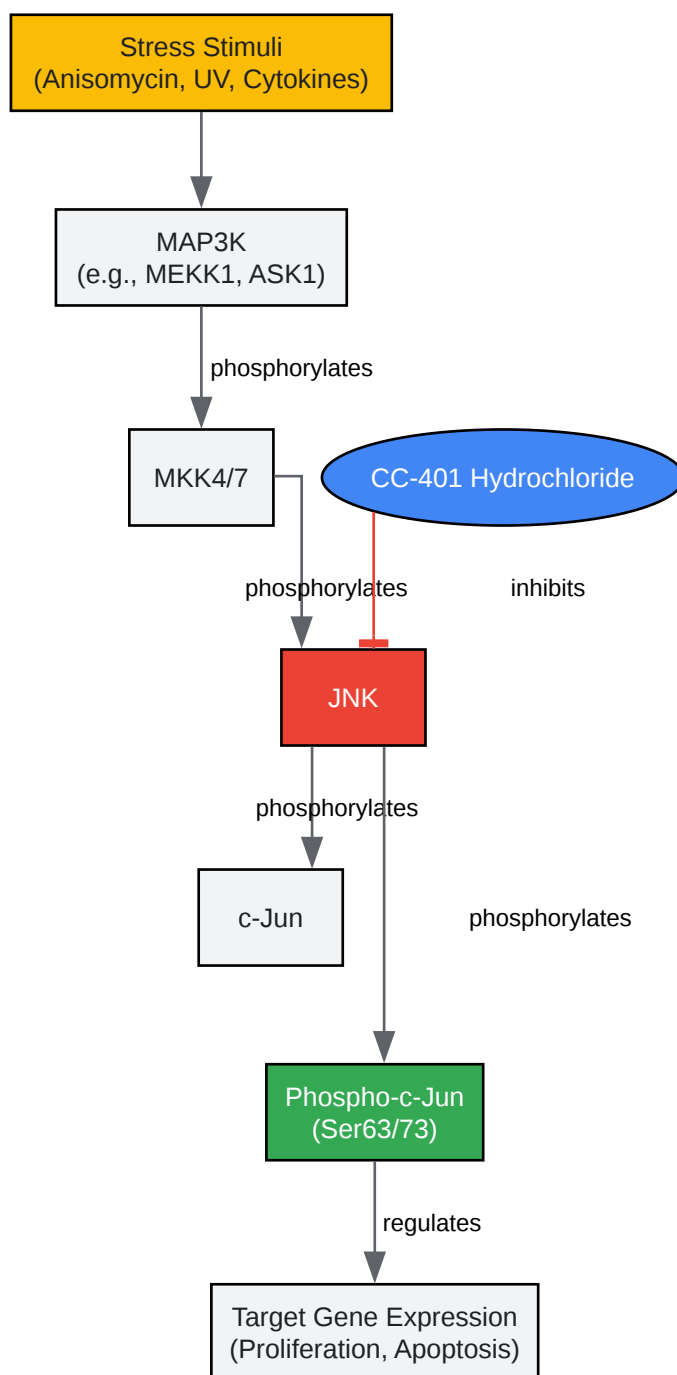 Stress Stimuli
(Anisomycin, UV, Cytokines)
MAP3K
(e.g., MEKK1, ASK1)
phosphorylates
MKK4/7
CC-401 Hydrochloride
phosphorylates
inhibits
JNK
phosphorylates
c-Jun
phosphorylates
Phospho-c-Jun
(Ser63/73)
regulates
Target Gene Expression
(Proliferation, Apoptosis)